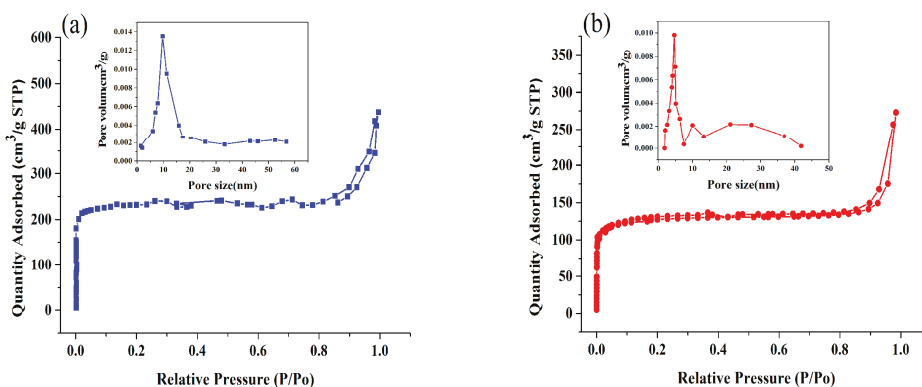 (a)
Quantity Adsorbed (cm³/g STP)
600
500
400
300
200
100
0
0.0 0.2 0.4 0.6 0.8 1.0
Relative Pressure (P/Po)
Pore volum(cm³/g)
0.014
0.012
0.010
0.008
0.006
0.004
0.002
0.000
0 10 20 30 40 50 60
Pore size(nm)
(b)
Quantity Adsorbed (cm³/g STP)
350
300
250
200
150
100
50
0
0.0 0.2 0.4 0.6 0.8 1.0
Relative Pressure (P/Po)
Pore volum(cm³/g)
0.010
0.008
0.006
0.004
0.002
0.000
0 10 20 30 40 50
Pore size(nm)